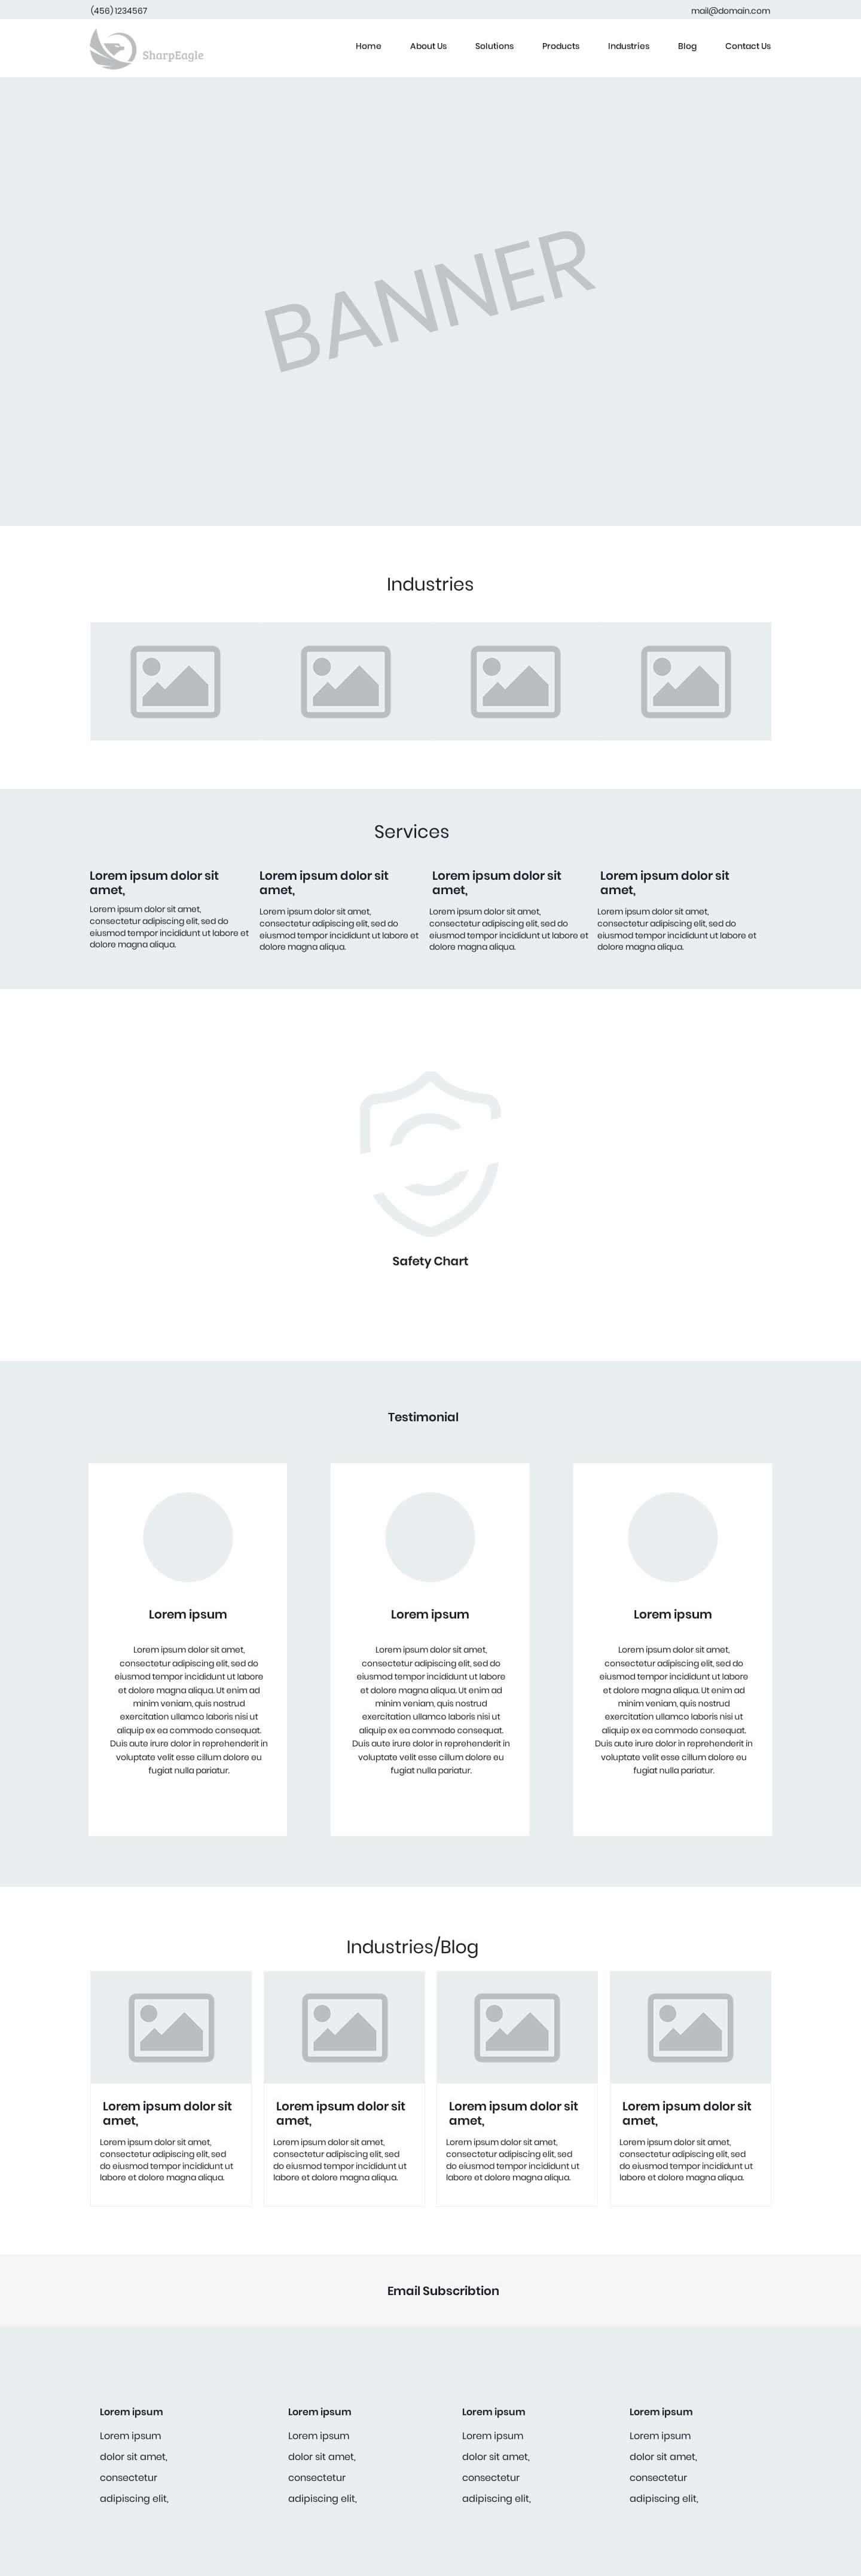 (456) 1234567
mail@domain.com
SharpEagle
Home About Us Solutions Products Industries Blog Contact Us
BANNER
Industries
Services
Lorem ipsum dolor sit
amet,
Lorem ipsum dolor sit amet,
consectetur adipiscing elit, sed do
eiusmod tempor incididunt ut labore et
dolore magna aliqua.
Lorem ipsum dolor sit
amet,
Lorem ipsum dolor sit amet,
consectetur adipiscing elit, sed do
eiusmod tempor incididunt ut labore et
dolore magna aliqua.
Lorem ipsum dolor sit
amet,
Lorem ipsum dolor sit amet,
consectetur adipiscing elit, sed do
eiusmod tempor incididunt ut labore et
dolore magna aliqua.
Lorem ipsum dolor sit
amet,
Lorem ipsum dolor sit amet,
consectetur adipiscing elit, sed do
eiusmod tempor incididunt ut labore et
dolore magna aliqua.
Safety Chart
Testimonial
Lorem ipsum
Lorem ipsum dolor sit amet,
consectetur adipiscing elit, sed do
eiusmod tempor incididunt ut labore
et dolore magna aliqua. Ut enim ad
minim veniam, quis nostrud
exercitation ullamco laboris nisi ut
aliquip ex ea commodo consequat.
Duis aute irure dolor in reprehenderit in
voluptate velit esse cillum dolore eu
fugiat nulla pariatur.
Lorem ipsum
Lorem ipsum dolor sit amet,
consectetur adipiscing elit, sed do
eiusmod tempor incididunt ut labore
et dolore magna aliqua. Ut enim ad
minim veniam, quis nostrud
exercitation ullamco laboris nisi ut
aliquip ex ea commodo consequat.
Duis aute irure dolor in reprehenderit in
voluptate velit esse cillum dolore eu
fugiat nulla pariatur.
Lorem ipsum
Lorem ipsum dolor sit amet,
consectetur adipiscing elit, sed do
eiusmod tempor incididunt ut labore
et dolore magna aliqua. Ut enim ad
minim veniam, quis nostrud
exercitation ullamco laboris nisi ut
aliquip ex ea commodo consequat.
Duis aute irure dolor in reprehenderit in
voluptate velit esse cillum dolore eu
fugiat nulla pariatur.
Industries/Blog
Lorem ipsum dolor sit
amet,
Lorem ipsum dolor sit amet,
consectetur adipiscing elit, sed
do eiusmod tempor incididunt ut
labore et dolore magna aliqua.
Lorem ipsum dolor sit
amet,
Lorem ipsum dolor sit amet,
consectetur adipiscing elit, sed
do eiusmod tempor incididunt ut
labore et dolore magna aliqua.
Lorem ipsum dolor sit
amet,
Lorem ipsum dolor sit amet,
consectetur adipiscing elit, sed
do eiusmod tempor incididunt ut
labore et dolore magna aliqua.
Lorem ipsum dolor sit
amet,
Lorem ipsum dolor sit amet,
consectetur adipiscing elit, sed
do eiusmod tempor incididunt ut
labore et dolore magna aliqua.
Email Subscribtion
Lorem ipsum
Lorem ipsum
dolor sit amet,
consectetur
adipiscing elit,
Lorem ipsum
Lorem ipsum
dolor sit amet,
consectetur
adipiscing elit,
Lorem ipsum
Lorem ipsum
dolor sit amet,
consectetur
adipiscing elit,
Lorem ipsum
Lorem ipsum
dolor sit amet,
consectetur
adipiscing elit,